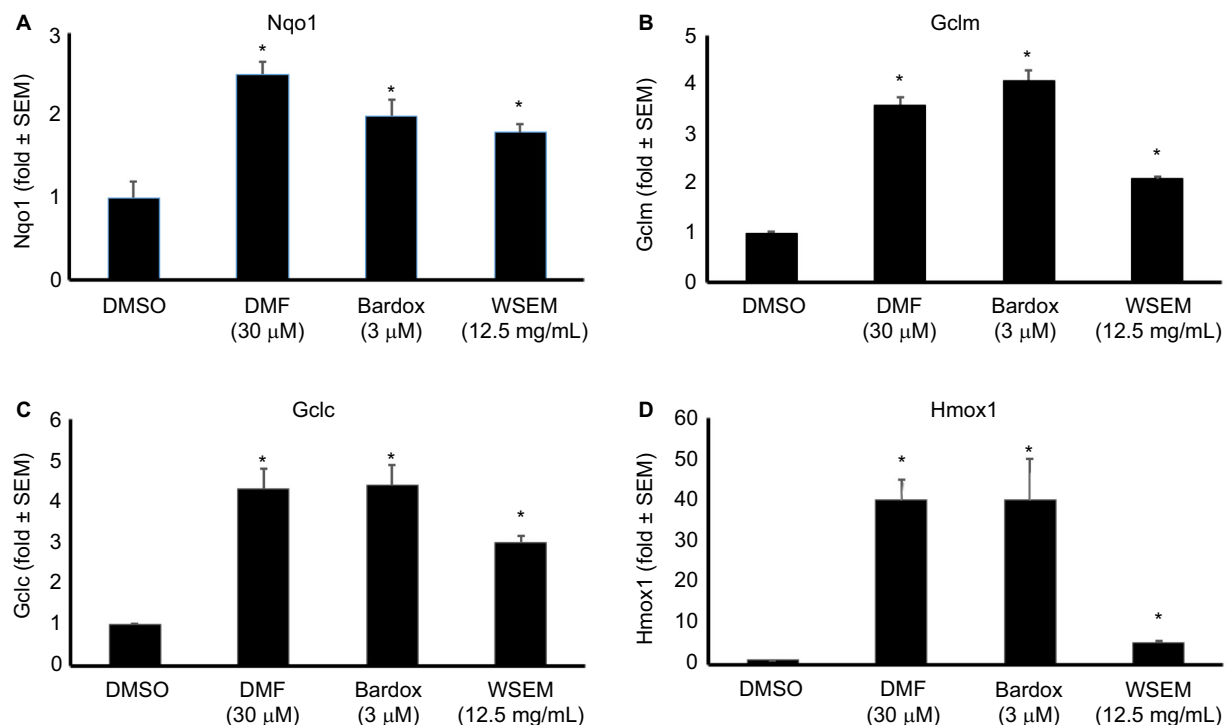 A
Nqo1
Nqo1 (fold ± SEM)
3
2
1
0
*
*
*
DMSO
DMF
(30 μM)
Bardox
(3 μM)
WSEM
(12.5 mg/mL)
B
Gclm
Gclm (fold ± SEM)
5
4
3
2
1
0
*
*
*
DMSO
DMF
(30 μM)
Bardox
(3 μM)
WSEM
(12.5 mg/mL)
C
Gclc
Gclc (fold ± SEM)
6
5
4
3
2
1
0
*
*
*
DMSO
DMF
(30 μM)
Bardox
(3 μM)
WSEM
(12.5 mg/mL)
D
Hmox1
Hmox1 (fold ± SEM)
60
50
40
30
20
10
0
*
*
*
DMSO
DMF
(30 μM)
Bardox
(3 μM)
WSEM
(12.5 mg/mL)